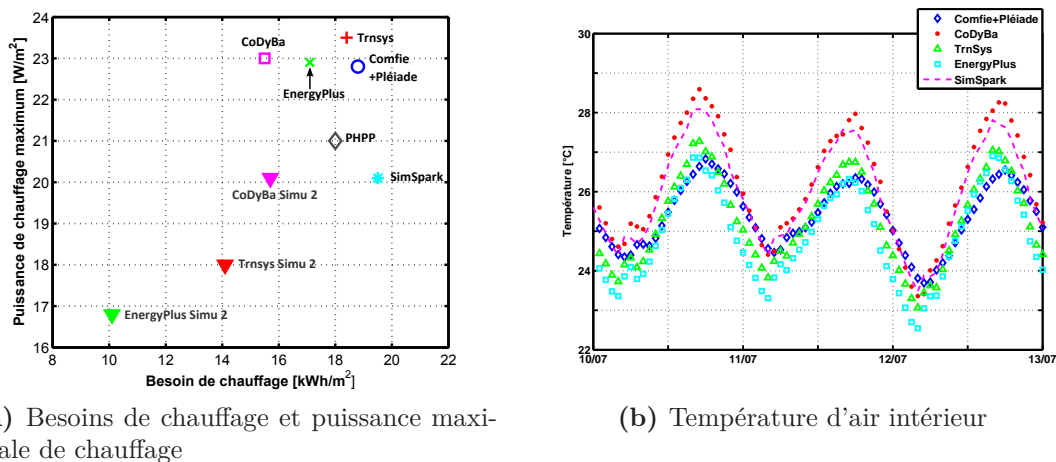 24
23
22
21
20
19
18
17
16
8
10
12
14
16
18
20
22
Puissance de chauffage maximum [W/m²]
Besoin de chauffage [kWh/m²]
CoDyBa
Trnsys
Comfie
+Pléiade
EnergyPlus
PHPP
SimSpark
CoDyBa Simu 2
Trnsys Simu 2
EnergyPlus Simu 2
) Besoins de chauffage et puissance maxi-
ale de chauffage
30
28
26
24
22
10/07
11/07
12/07
13/07
Température [°C]
Comfie+Pléiade
CoDyBa
TrnSys
EnergyPlus
SimSpark
(b) Température d'air intérieur